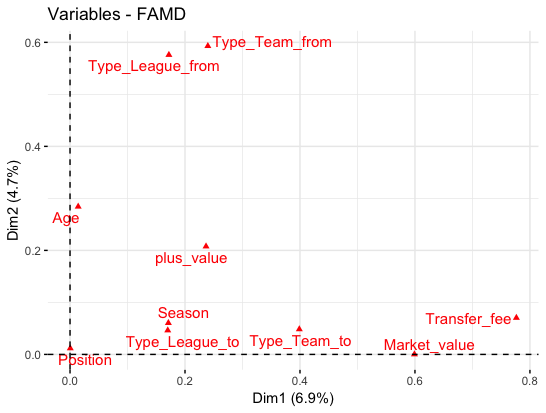 Variables - FAMD
Type_Team_from
Type_League_from
Age
plus_value
Season
Type_League_to
Type_Team_to
Transfer_fee
Market_value
Position
0.6
0.4
0.2
0.0
Dim2 (4.7%)
0.0 0.2 0.4 0.6 0.8
Dim1 (6.9%)